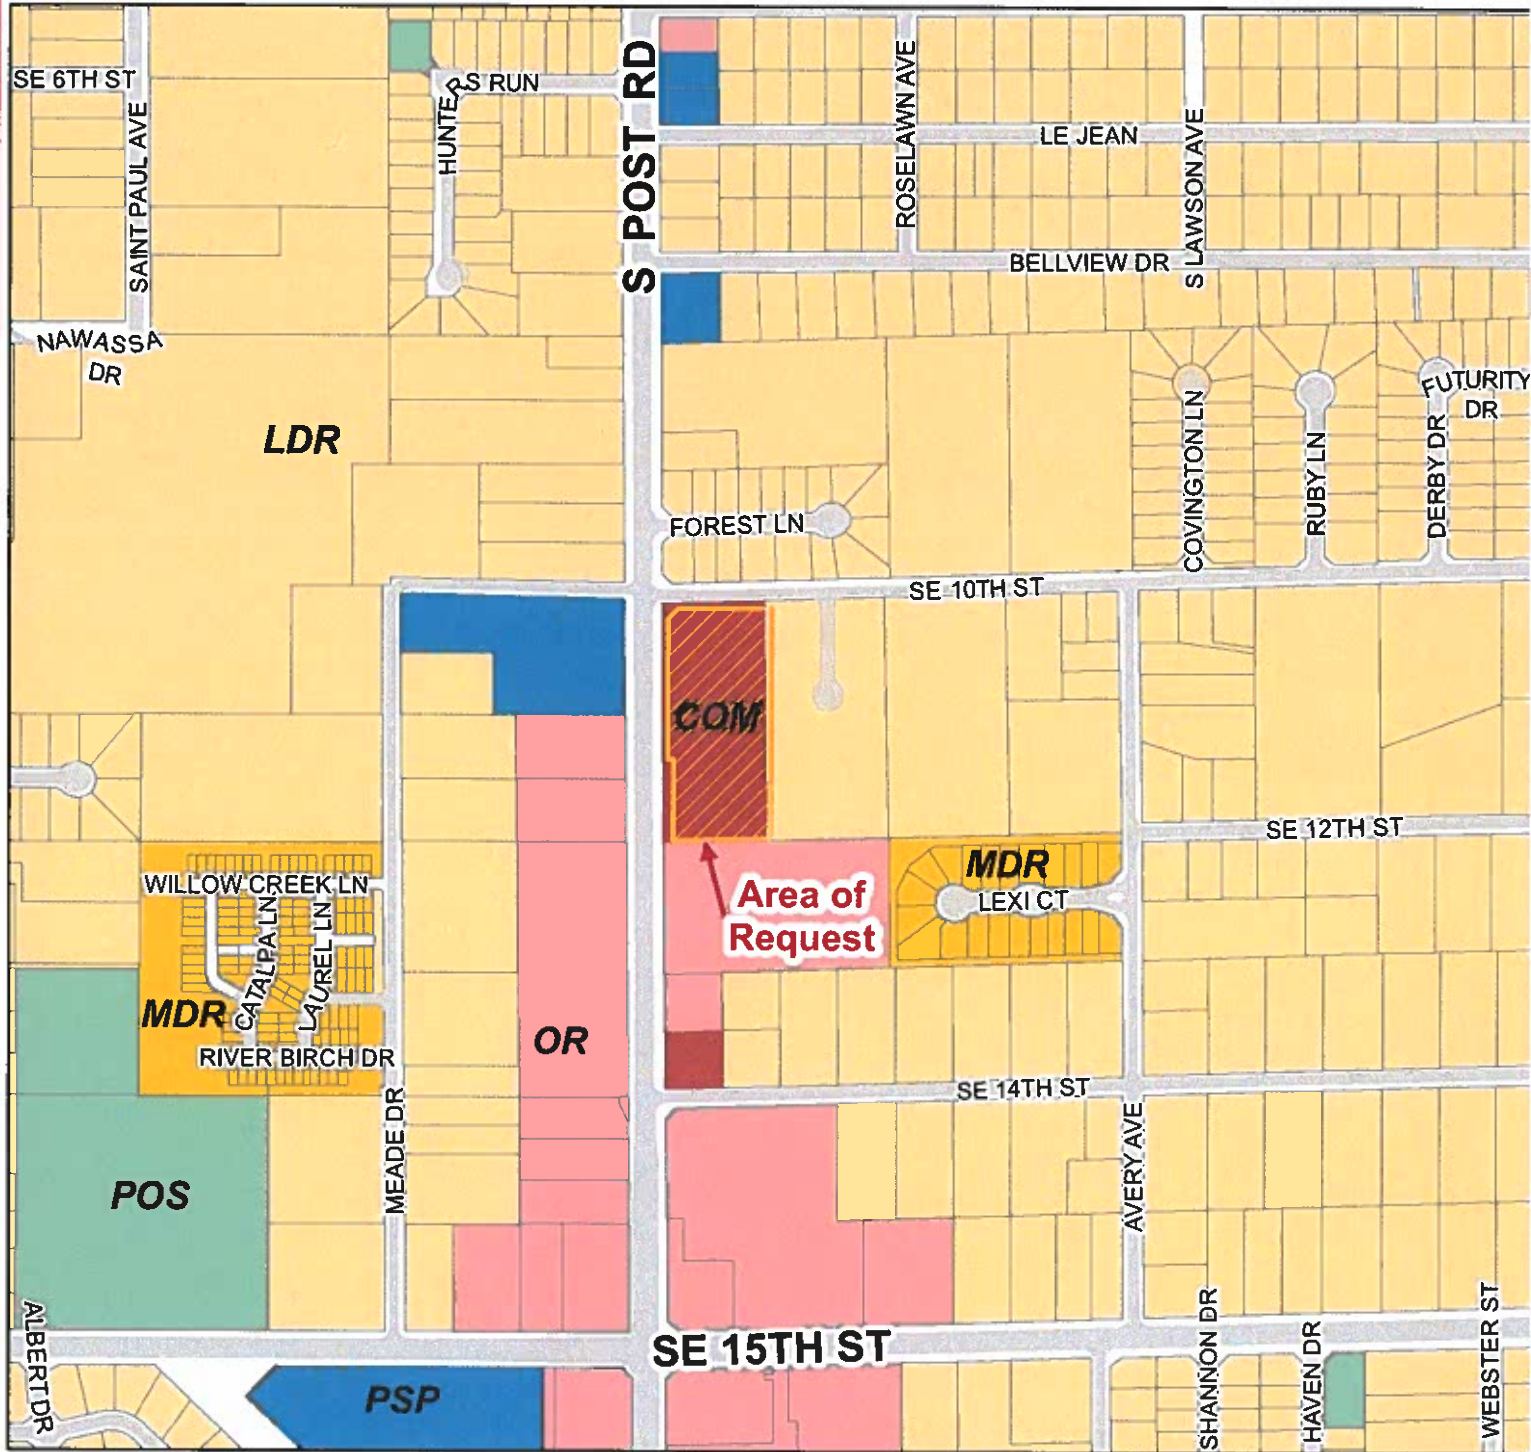 SE 6TH ST
SAINT PAUL AVE
HUNTERS RUN
S POST RD
ROSELAWN AVE
LE JEAN
S LAWSON AVE
BELLVIEW DR
NAWASSA
DR
LDR
FUTURITY
DR
COVINGTON LN
RUBY LN
DERBY DR
FOREST LN
SE 10TH ST
COM
SE 12TH ST
Area of
Request
MDR
LEXI CT
WILLOW CREEK LN
CATALPA LN
LAUREL LN
MDR
RIVER BIRCH DR
OR
SE 14TH ST
MEADE DR
AVERY AVE
POS
SE 15TH ST
ALBERT DR
PSP
SHANNON DR
HAVEN DR
WEBSTER ST